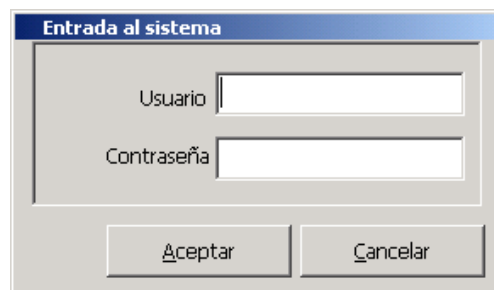 Entrada al sistema
Usuario
Contraseña
Aceptar
Cancelar